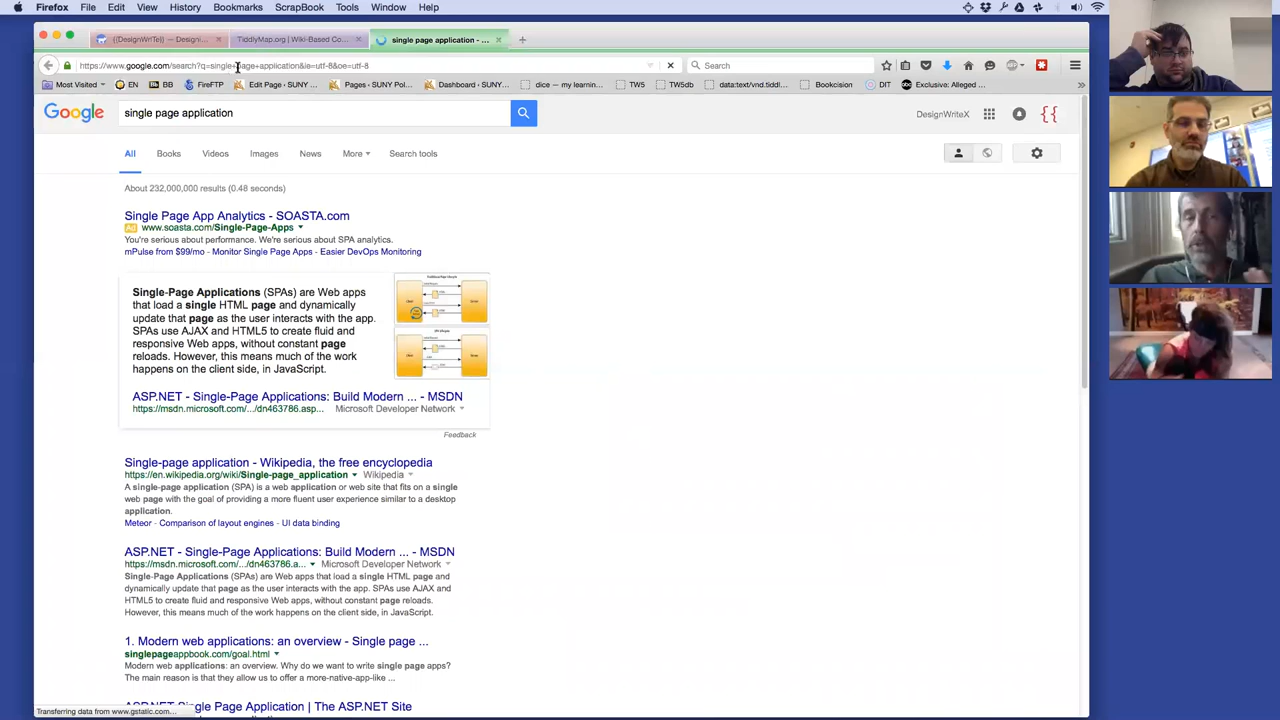 Firefox File Edit View History Bookmarks ScrapBook Tools Window Help
{{DesignWriTe}} — Designi... TiddlyMap.org | Wiki-Based Co... single page application - ...
https://www.google.com/search?q=single+page+application&ie=utf-8&oe=utf-8 Search
Most Visited EN BB FireFTP Edit Page - SUNY ... Pages - SUNY Pol... Dashboard - SUNY... dice — my learning... TW5 TW5db data:text/vnd.tiddl... Bookcision DIT Exclusive: Alleged ...
Google single page application DesignWriteX {{
All Books Videos Images News More Search tools
About 232,000,000 results (0.48 seconds)
Single Page App Analytics - SOASTA.com
Ad www.soasta.com/Single-Page-Apps
You're serious about performance. We're serious about SPA analytics.
mPulse from $99/mo - Monitor Single Page Apps - Easier DevOps Monitoring
Single-Page Applications (SPAs) are Web apps
that load a single HTML page and dynamically
update that page as the user interacts with the app.
SPAs use AJAX and HTML5 to create fluid and
responsive Web apps, without constant page
reloads. However, this means much of the work
happens on the client side, in JavaScript.
ASP.NET - Single-Page Applications: Build Modern ... - MSDN
https://msdn.microsoft.com/.../dn463786.asp... Microsoft Developer Network
Feedback
Single-page application - Wikipedia, the free encyclopedia
https://en.wikipedia.org/wiki/Single-page_application Wikipedia
A single-page application (SPA) is a web application or web site that fits on a single
web page with the goal of providing a more fluent user experience similar to a desktop
application.
Meteor - Comparison of layout engines - UI data binding
ASP.NET - Single-Page Applications: Build Modern ... - MSDN
https://msdn.microsoft.com/.../dn463786.a... Microsoft Developer Network
Single-Page Applications (SPAs) are Web apps that load a single HTML page and
dynamically update that page as the user interacts with the app. SPAs use AJAX and
HTML5 to create fluid and responsive Web apps, without constant page reloads.
However, this means much of the work happens on the client side, in JavaScript.
1. Modern web applications: an overview - Single page ...
singlepageappbook.com/goal.html
Modern web applications: an overview. Why do we want to write single page apps?
The main reason is that they allow us to offer a more-native-app-like ...
ASP.NET Single Page Application | The ASP.NET Site
Transferring data from www.gstatic.com...